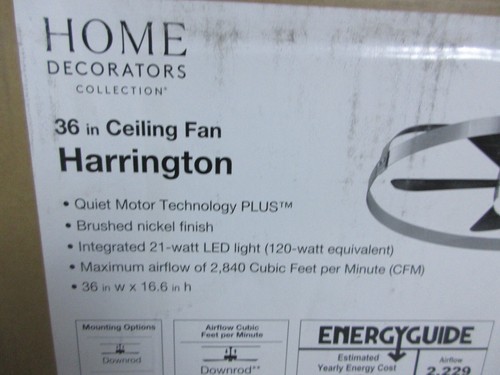 HOME
DECORATORS
COLLECTION®
36 in Ceiling Fan
Harrington
• Quiet Motor Technology PLUS™
• Brushed nickel finish
• Integrated 21-watt LED light (120-watt equivalent)
• Maximum airflow of 2,840 Cubic Feet per Minute (CFM)
• 36 in w x 16.6 in h
Mounting Options
Downrod
Airflow Cubic
Feet per Minute
Downrod**
ENERGYGUIDE
Estimated
Yearly Energy Cost
Airflow
2,229